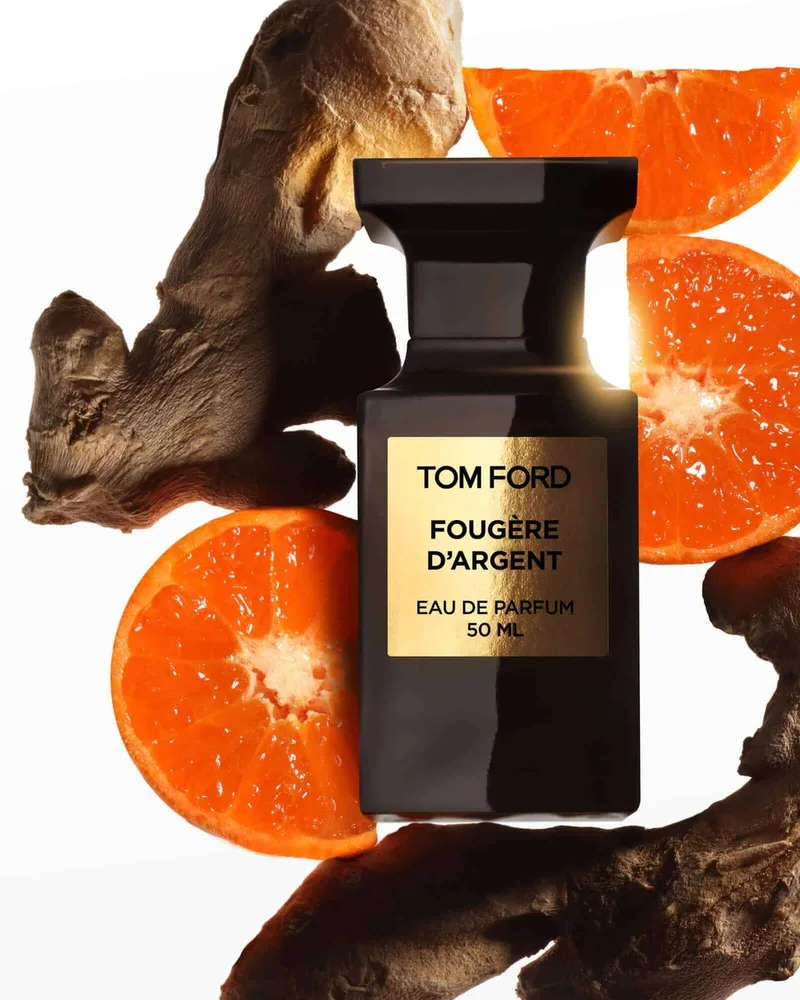 TOM FORD
FOUGÈRE
D'ARGENT
EAU DE PARFUM
50 ML